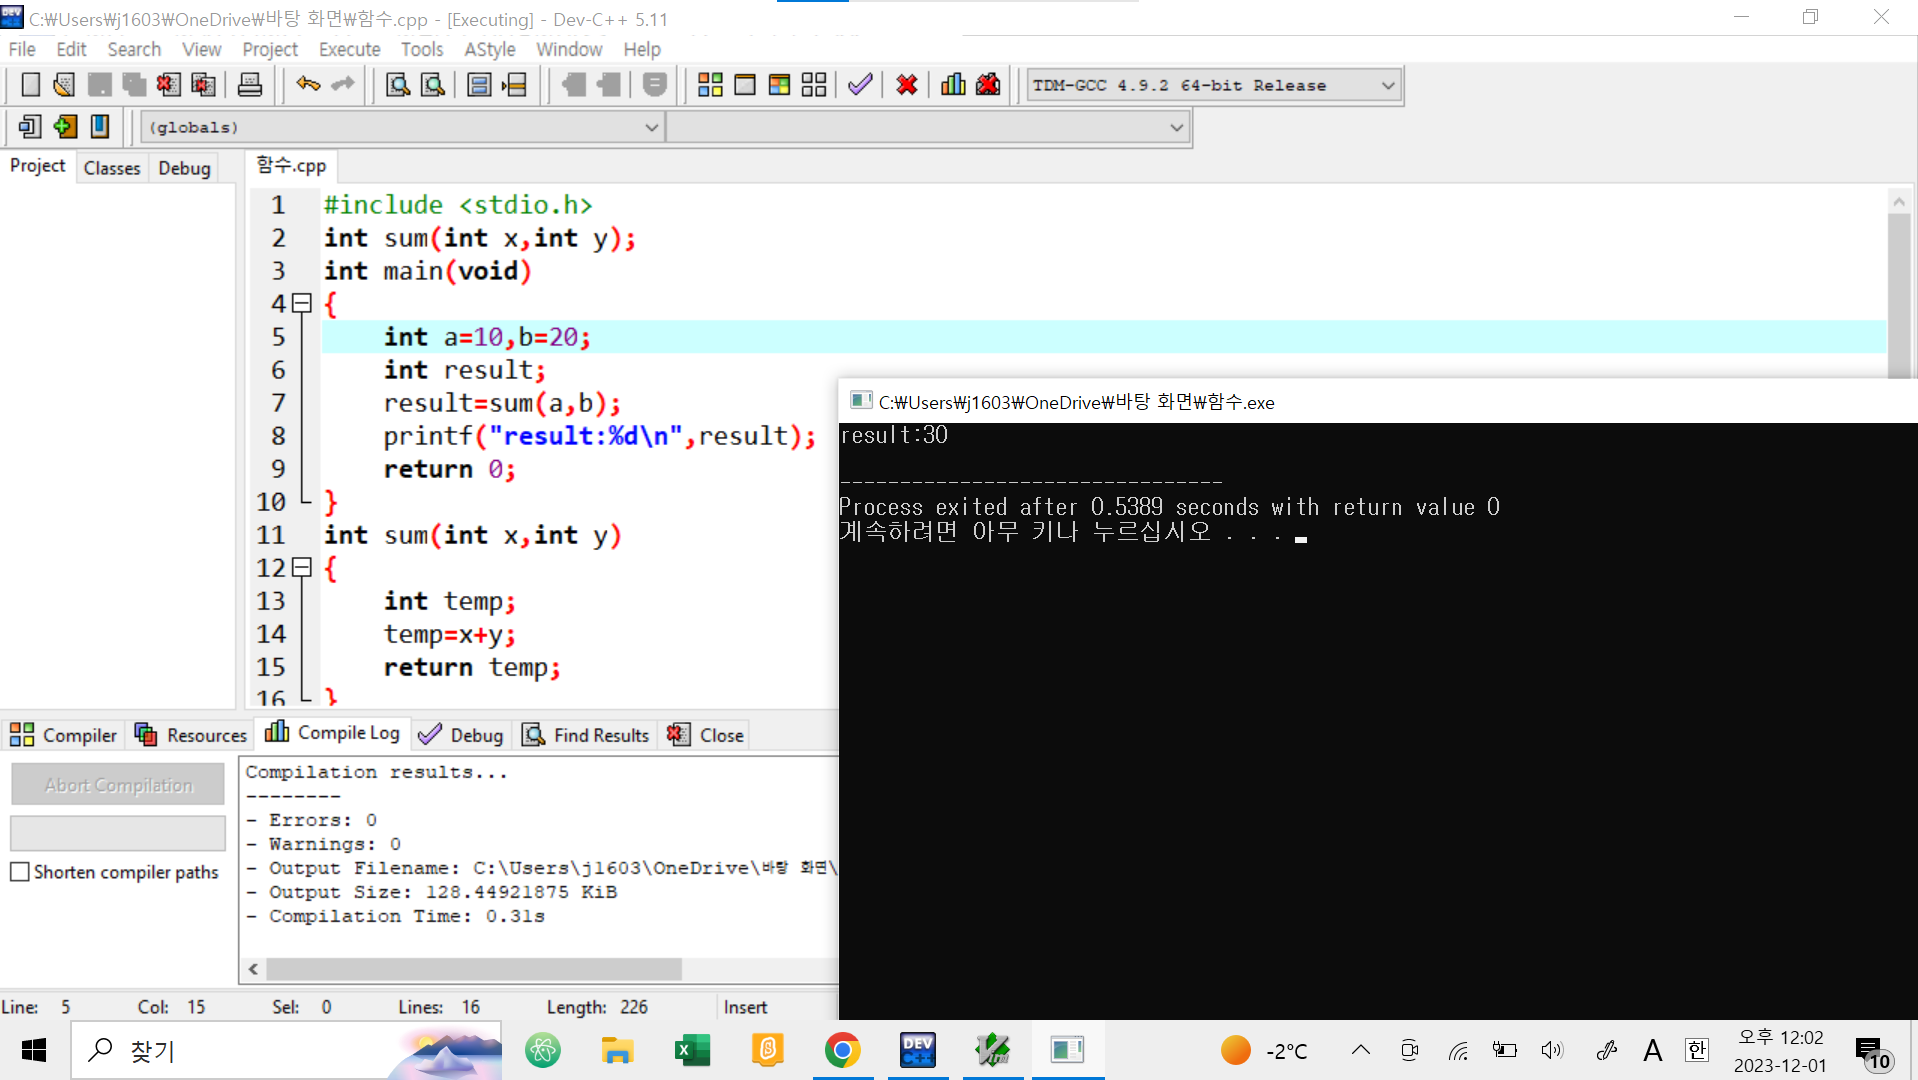 C:₩Users₩j1603₩OneDrive₩바탕 화면₩함수.cpp - [Executing] - Dev-C++ 5.11
File Edit Search View Project Execute Tools AStyle Window Help
TDM-GCC 4.9.2 64-bit Release
(globals)
Project Classes Debug
함수.cpp
1 #include <stdio.h>
2 int sum(int x,int y);
3 int main(void)
4 {
5 int a=10,b=20;
6 int result;
7 result=sum(a,b);
8 printf("result:%d\n",result);
9 return 0;
10 }
11 int sum(int x,int y)
12 {
13 int temp;
14 temp=x+y;
15 return temp;
16 }
C:₩Users₩j1603₩OneDrive₩바탕 화면₩함수.exe
result:30
--------------------------------
Process exited after 0.5389 seconds with return value 0
계속하려면 아무 키나 누르십시오 . . .
Compiler Resources Compile Log Debug Find Results Close
Abort Compilation
Shorten compiler paths
Compilation results...
--------
- Errors: 0
- Warnings: 0
- Output Filename: C:\Users\j1603\OneDrive\바탕 화면\
- Output Size: 128.44921875 KiB
- Compilation Time: 0.31s
Line: 5 Col: 15 Sel: 0 Lines: 16 Length: 226 Insert
찾기
DEV C++
-2°C
A
한
오후 12:02
2023-12-01
10